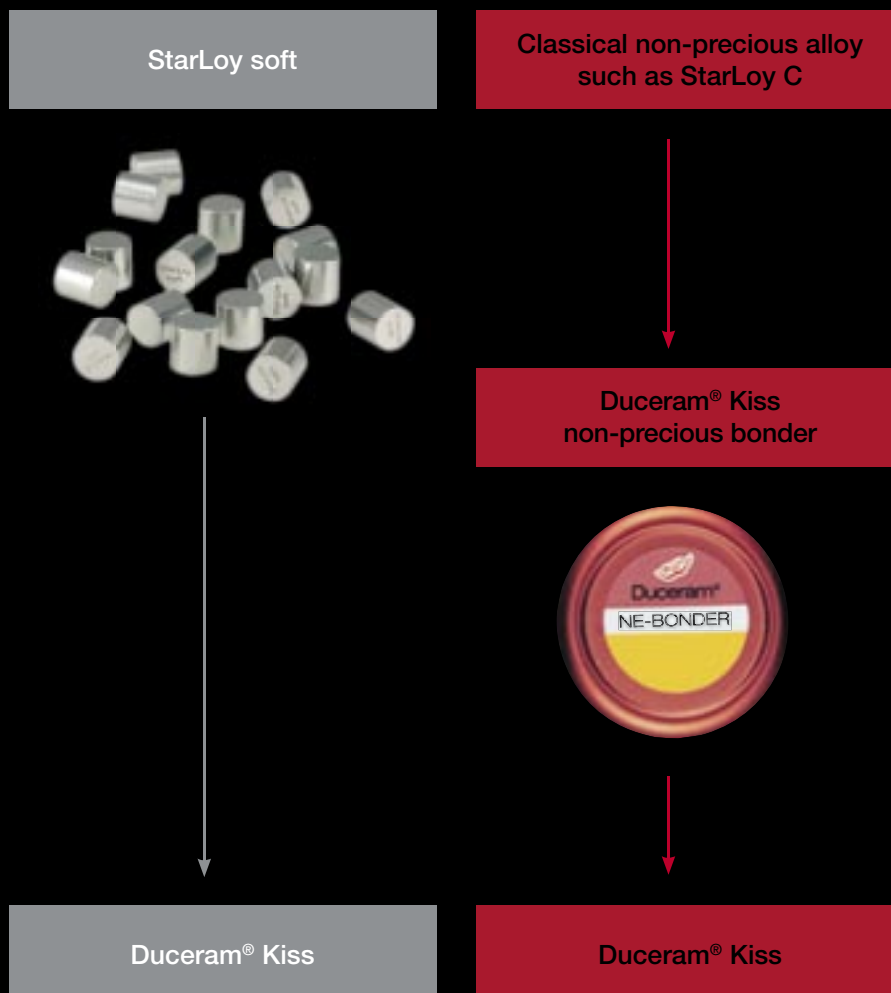 StarLoy soft
Classical non-precious alloy
such as StarLoy C
Duceram® Kiss
non-precious bonder
Duceram®
NE-BONDER
Duceram® Kiss
Duceram® Kiss